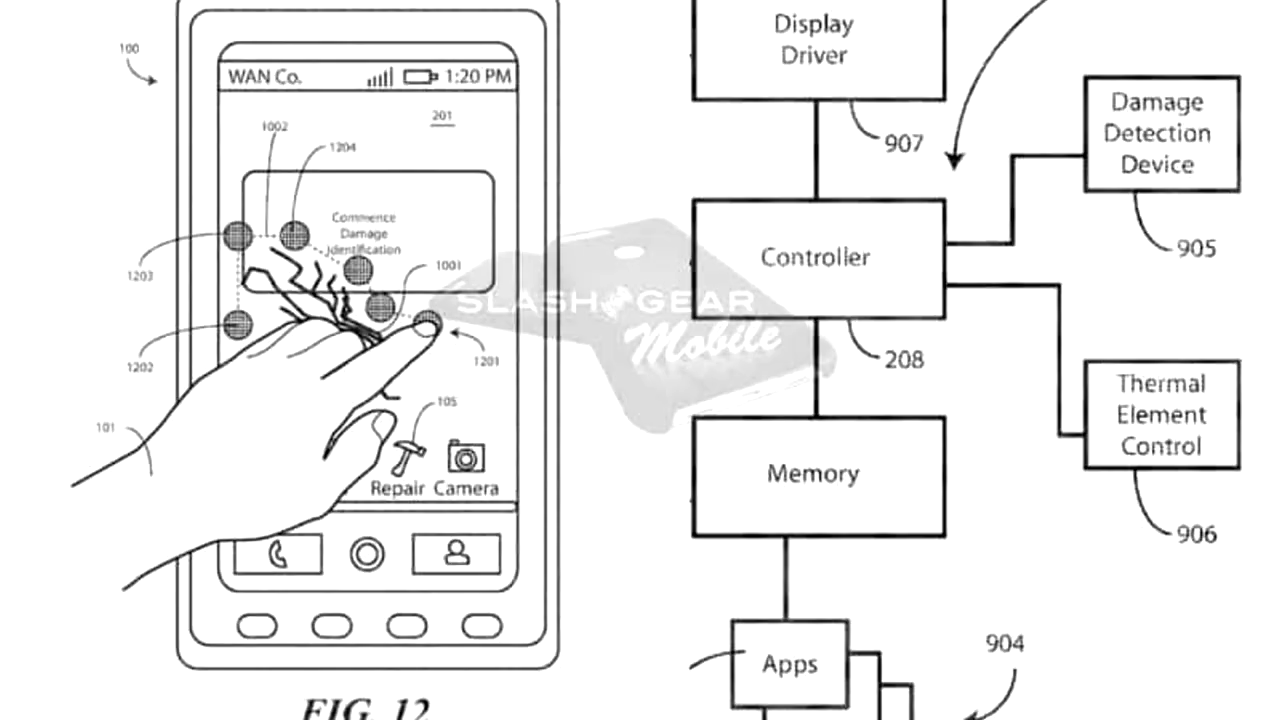 100
WAN Co.
1:20 PM
201
1002
1204
Commence
Damage
Identification
1203
1001
1202
1201
101
105
Repair
Camera
FIG. 12
SLASH GEAR
Mobile
Display
Driver
907
Damage
Detection
Device
905
Controller
208
Thermal
Element
Control
906
Memory
Apps
904